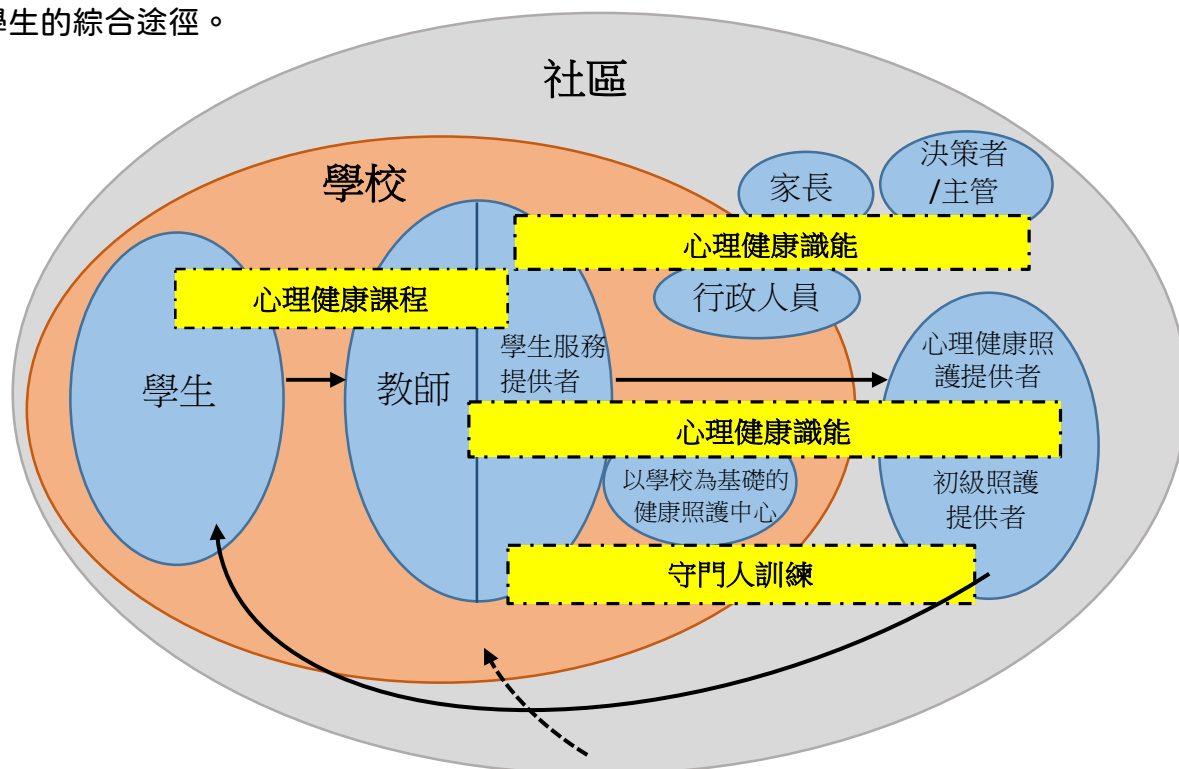 學生的綜合途徑。
社區
學校
家長
決策者
/主管
心理健康識能
心理健康課程
行政人員
學生
教師
學生服務
提供者
心理健康照
護提供者
心理健康識能
以學校為基礎的
健康照護中心
初級照護
提供者
守門人訓練